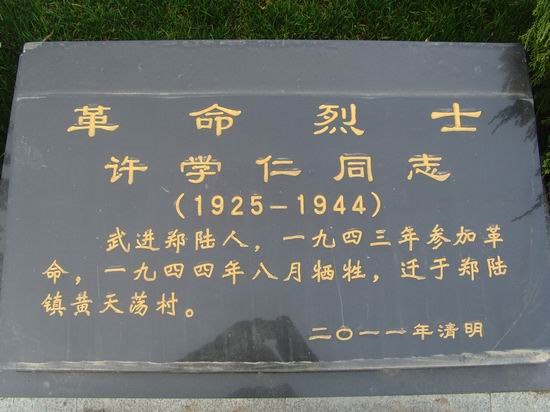 革命烈士
许学仁同志
(1925-1944)
武进郑陆人，一九四三年参加革
命，一九四四年八月牺牲，迁于郑陆
镇黄天荡村。
二〇一一年清明